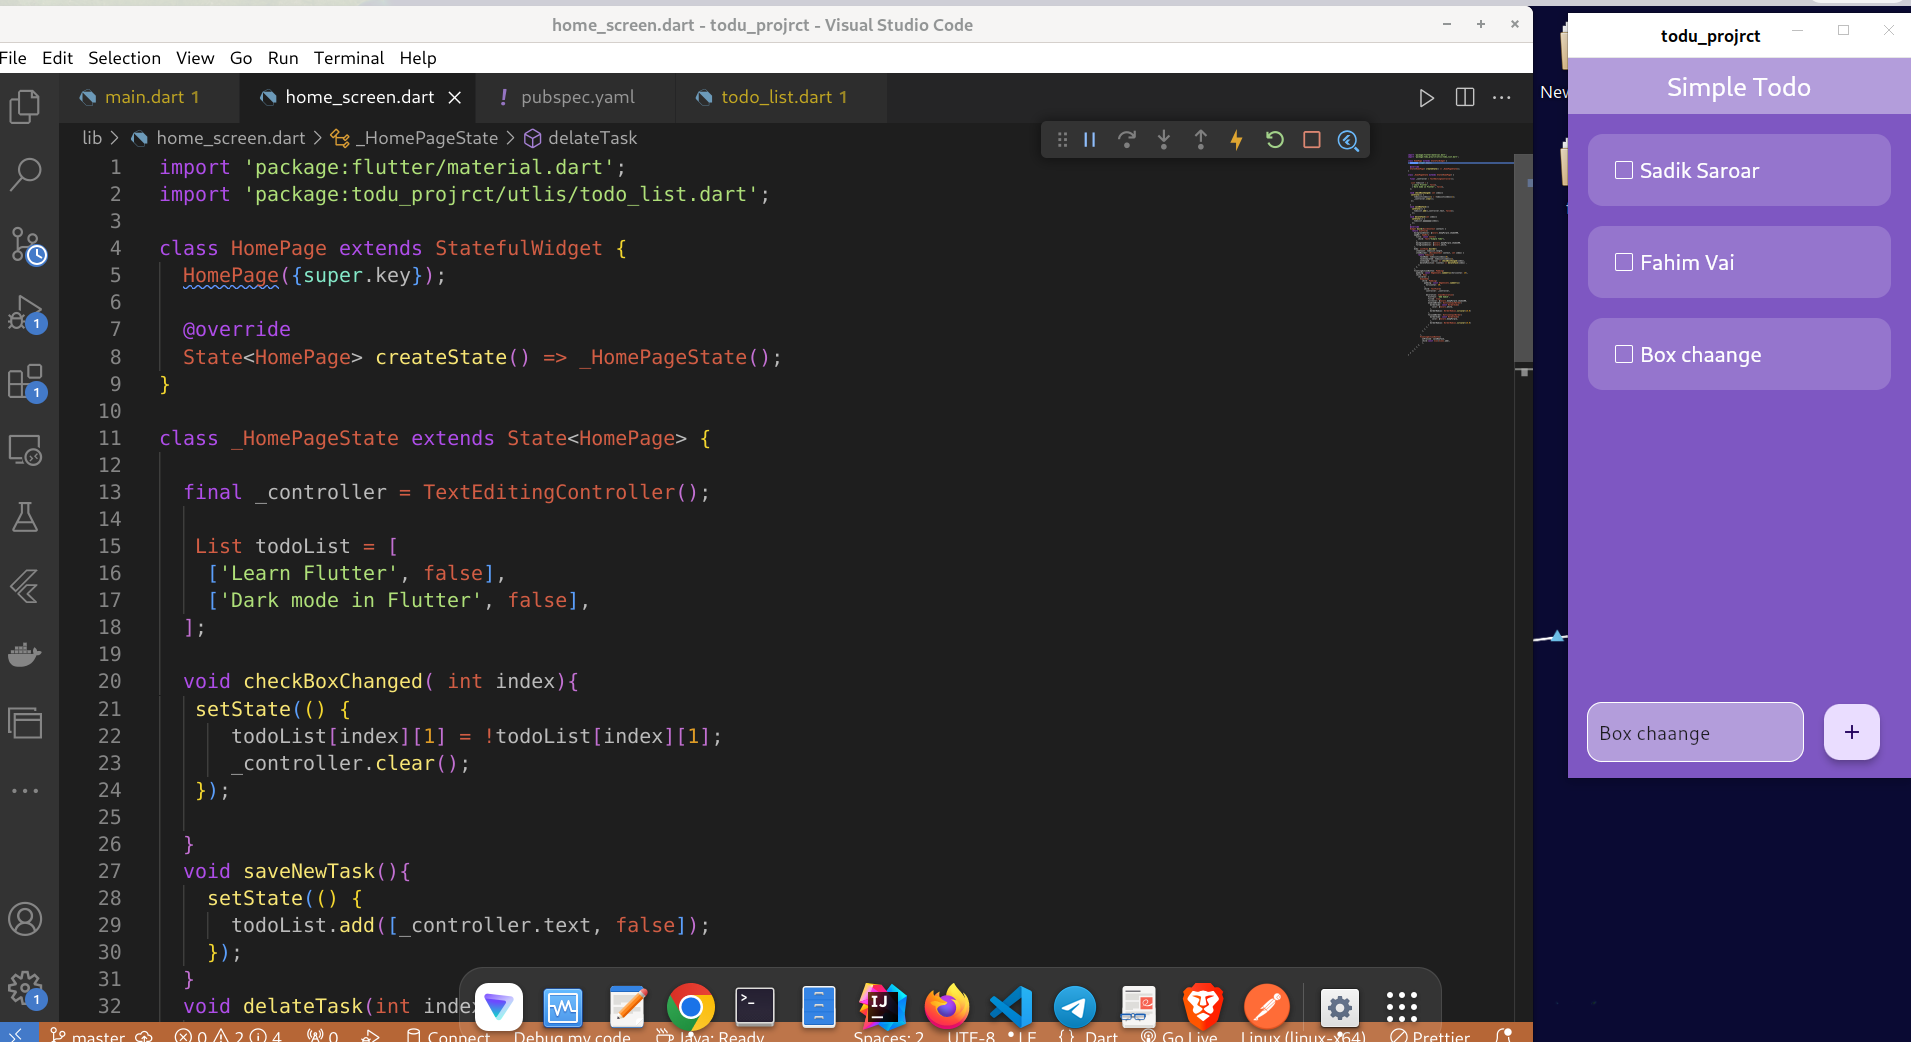 home_screen.dart - todu_projrct - Visual Studio Code
File Edit Selection View Go Run Terminal Help
main.dart 1 home_screen.dart pubspec.yaml todo_list.dart 1
lib > home_screen.dart > _HomePageState > delateTask
1 import 'package:flutter/material.dart';
2 import 'package:todu_projrct/utlis/todo_list.dart';
3
4 class HomePage extends StatefulWidget {
5 HomePage({super.key});
6
7 @override
8 State<HomePage> createState() => _HomePageState();
9 }
10
11 class _HomePageState extends State<HomePage> {
12
13 final _controller = TextEditingController();
14
15 List todoList = [
16 ['Learn Flutter', false],
17 ['Dark mode in Flutter', false],
18 ];
19
20 void checkBoxChanged( int index){
21 setState(() {
22 todoList[index][1] = !todoList[index][1];
23 _controller.clear();
24 });
25
26 }
27 void saveNewTask(){
28 setState(() {
29 todoList.add([_controller.text, false]);
30 });
31 }
32 void delateTask(int inde
1
1
1
master 0 2 4 0 Connect Debug my code Java: Ready Spaces: 2 UTF-8 LF {} Dart Go Live Linux (linux-x64) Prettier
New
todu_projrct
Simple Todo
Sadik Saroar
Fahim Vai
Box chaange
Box chaange
+